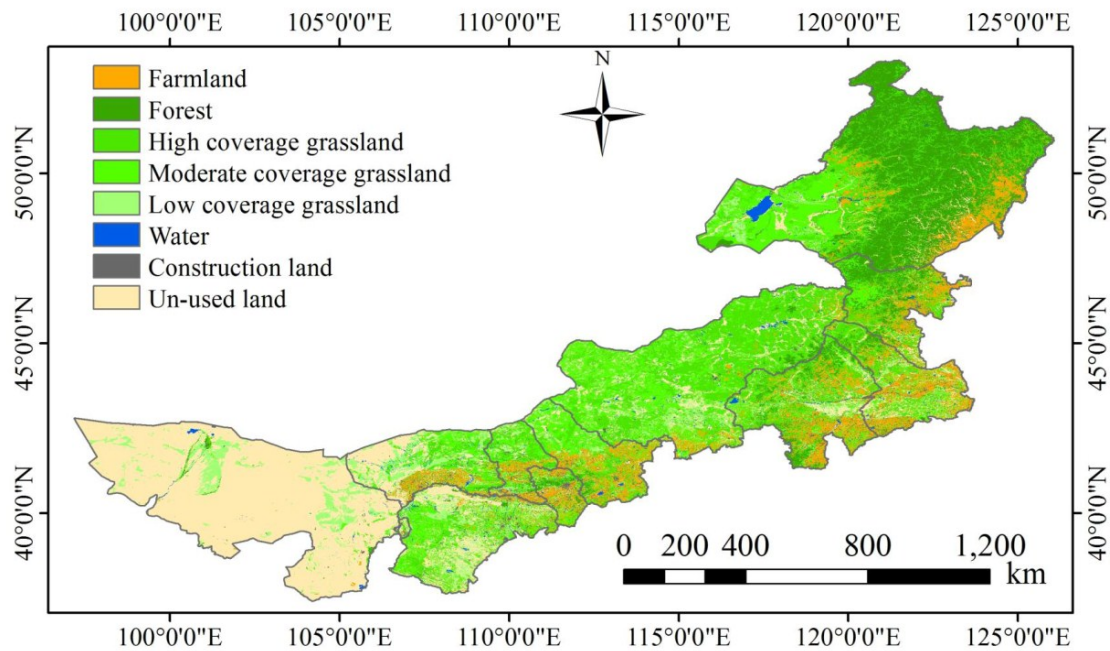 100°0'0"E 105°0'0"E 110°0'0"E 115°0'0"E 120°0'0"E 125°0'0"E
N
Farmland
Forest
High coverage grassland
Moderate coverage grassland
Low coverage grassland
Water
Construction land
Un-used land
50°0'0"N
45°0'0"N
40°0'0"N
50°0'0"N
45°0'0"N
40°0'0"N
0 200 400 800 1,200
km
100°0'0"E 105°0'0"E 110°0'0"E 115°0'0"E 120°0'0"E 125°0'0"E